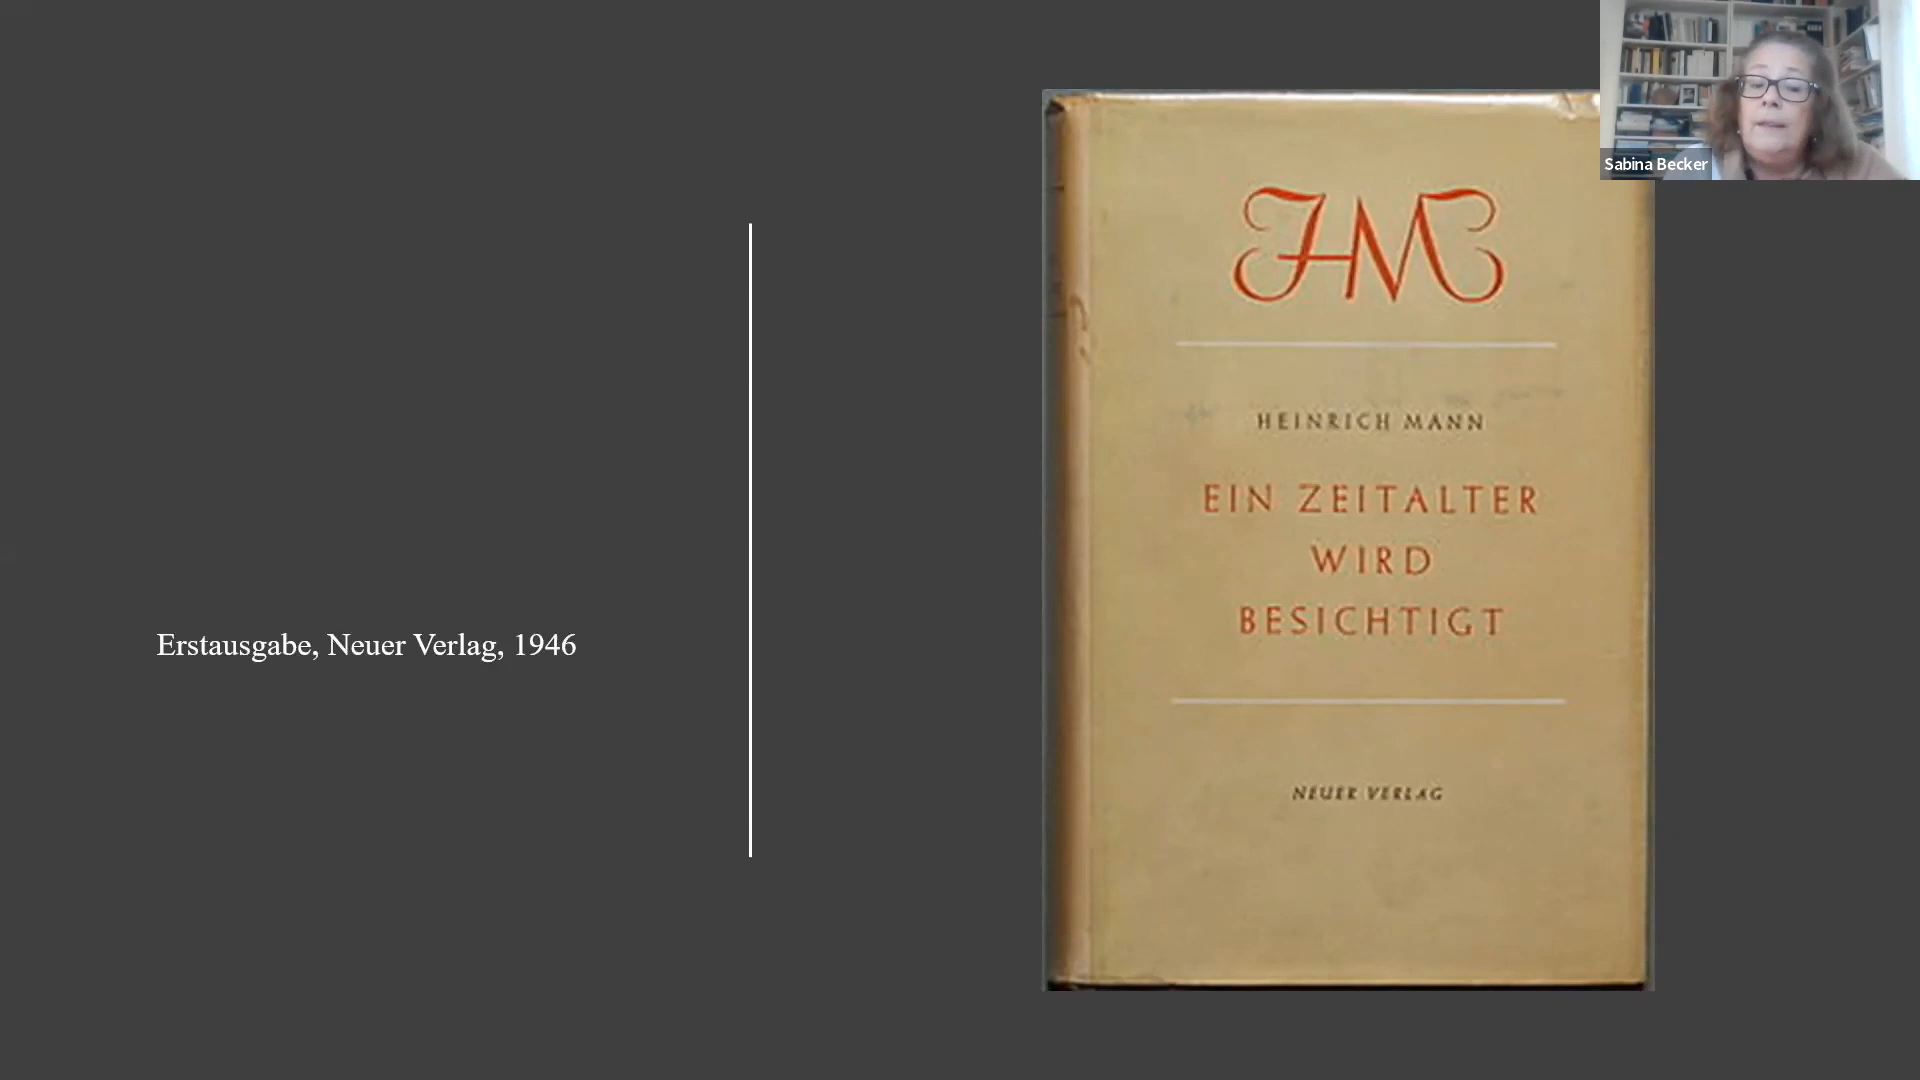 Erstausgabe, Neuer Verlag, 1946
HM
HEINRICH MANN
EIN ZEITALTER
WIRD
BESICHTIGT
NEUER VERLAG
Sabina Becker